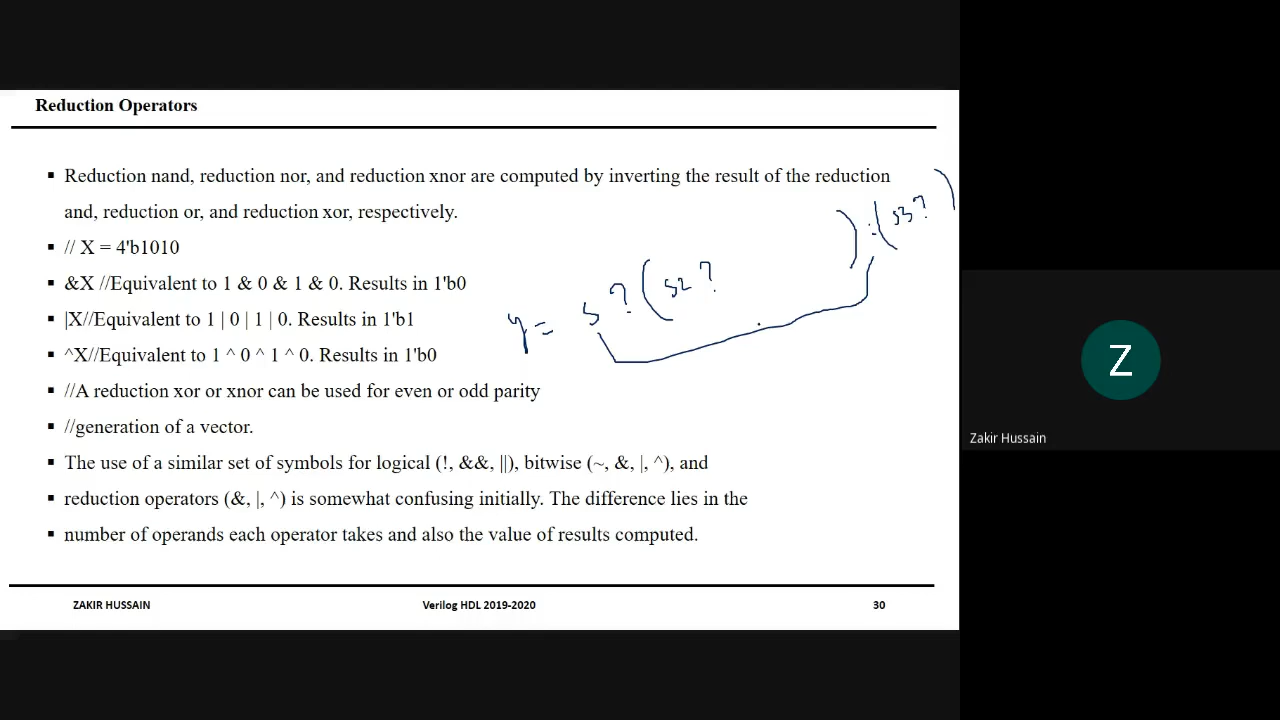 Reduction Operators
▪ Reduction nand, reduction nor, and reduction xnor are computed by inverting the result of the reduction
and, reduction or, and reduction xor, respectively.
▪ // X = 4'b1010
▪ &X //Equivalent to 1 & 0 & 1 & 0. Results in 1'b0
▪ |X//Equivalent to 1 | 0 | 1 | 0. Results in 1'b1
▪ ^X//Equivalent to 1 ^ 0 ^ 1 ^ 0. Results in 1'b0
▪ //A reduction xor or xnor can be used for even or odd parity
▪ //generation of a vector.
▪ The use of a similar set of symbols for logical (!, &&, ||), bitwise (~, &, |, ^), and
▪ reduction operators (&, |, ^) is somewhat confusing initially. The difference lies in the
▪ number of operands each operator takes and also the value of results computed.
y = s ? (s2 ? ) : (s3 ? )
ZAKIR HUSSAIN Verilog HDL 2019-2020 30
Z
Zakir Hussain